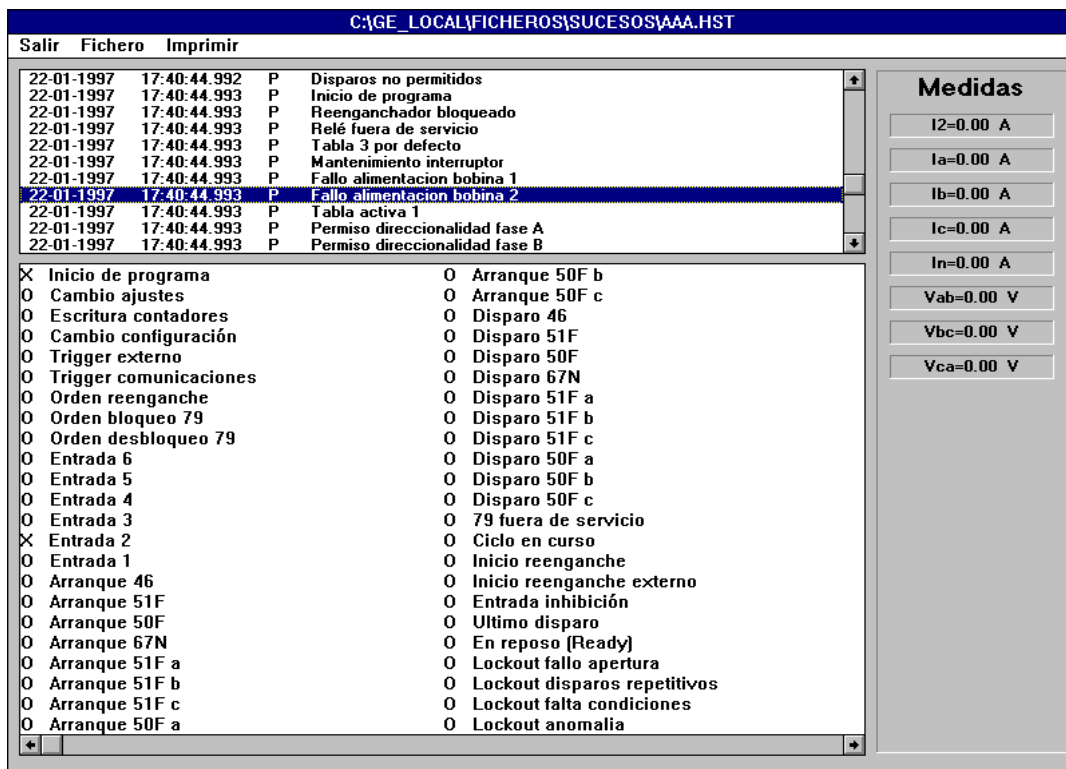 C:\GE_LOCAL\FICHEROS\SUCESOS\AAA.HST
Salir Fichero Imprimir
22-01-1997 17:40:44.992 P Disparos no permitidos
22-01-1997 17:40:44.993 P Inicio de programa
22-01-1997 17:40:44.993 P Reenganchador bloqueado
22-01-1997 17:40:44.993 P Relé fuera de servicio
22-01-1997 17:40:44.993 P Tabla 3 por defecto
22-01-1997 17:40:44.993 P Mantenimiento interruptor
22-01-1997 17:40:44.993 P Fallo alimentacion bobina 1
22-01-1997 17:40:44.993 P Fallo alimentacion bobina 2
22-01-1997 17:40:44.993 P Tabla activa 1
22-01-1997 17:40:44.993 P Permiso direccionalidad fase A
22-01-1997 17:40:44.993 P Permiso direccionalidad fase B
X Inicio de programa
O Cambio ajustes
O Escritura contadores
O Cambio configuración
O Trigger externo
O Trigger comunicaciones
O Orden reenganche
O Orden bloqueo 79
O Orden desbloqueo 79
O Entrada 6
O Entrada 5
O Entrada 4
O Entrada 3
X Entrada 2
O Entrada 1
O Arranque 46
O Arranque 51F
O Arranque 50F
O Arranque 67N
O Arranque 51F a
O Arranque 51F b
O Arranque 51F c
O Arranque 50F a
O Arranque 50F b
O Arranque 50F c
O Disparo 46
O Disparo 51F
O Disparo 50F
O Disparo 67N
O Disparo 51F a
O Disparo 51F b
O Disparo 51F c
O Disparo 50F a
O Disparo 50F b
O Disparo 50F c
O 79 fuera de servicio
O Ciclo en curso
O Inicio reenganche
O Inicio reenganche externo
O Entrada inhibición
O Ultimo disparo
O En reposo (Ready)
O Lockout fallo apertura
O Lockout disparos repetitivos
O Lockout falta condiciones
O Lockout anomalia
Medidas
I2=0.00 A
Ia=0.00 A
Ib=0.00 A
Ic=0.00 A
In=0.00 A
Vab=0.00 V
Vbc=0.00 V
Vca=0.00 V